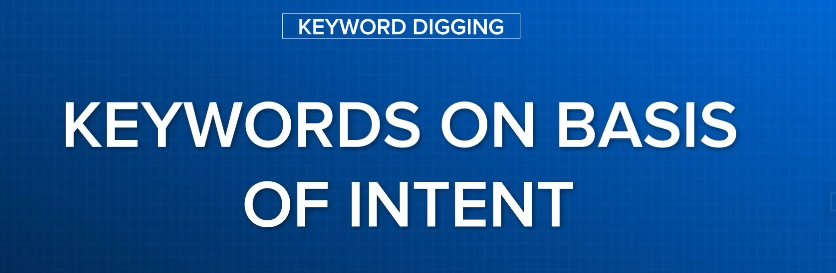 KEYWORD DIGGING
KEYWORDS ON BASIS
OF INTENT